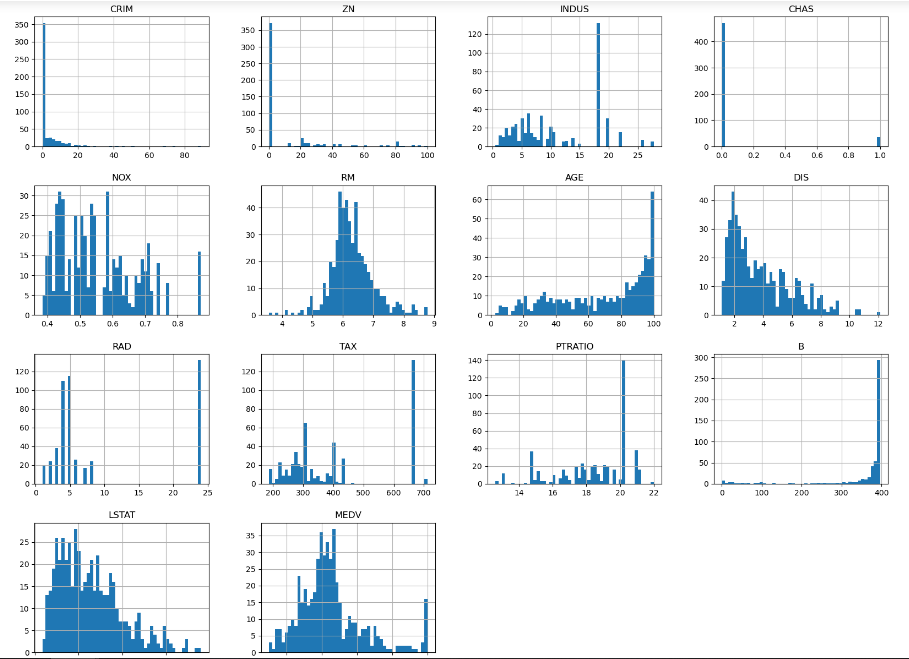 CRIM ZN INDUS CHAS
350 300 250 200 150 100 50 0
0 20 40 60 80
350 300 250 200 150 100 50 0
0 20 40 60 80 100
120 100 80 60 40 20 0
0 5 10 15 20 25
400 300 200 100 0
0.0 0.2 0.4 0.6 0.8 1.0
NOX RM AGE DIS
30 25 20 15 10 5 0
0.4 0.5 0.6 0.7 0.8
40 30 20 10 0
4 5 6 7 8 9
60 50 40 30 20 10 0
0 20 40 60 80 100
40 30 20 10 0
2 4 6 8 10 12
RAD TAX PTRATIO B
120 100 80 60 40 20 0
0 5 10 15 20 25
120 100 80 60 40 20 0
200 300 400 500 600 700
140 120 100 80 60 40 20 0
14 16 18 20 22
300 250 200 150 100 50 0
0 100 200 300 400
LSTAT MEDV
25 20 15 10 5 0
35 30 25 20 15 10 5 0